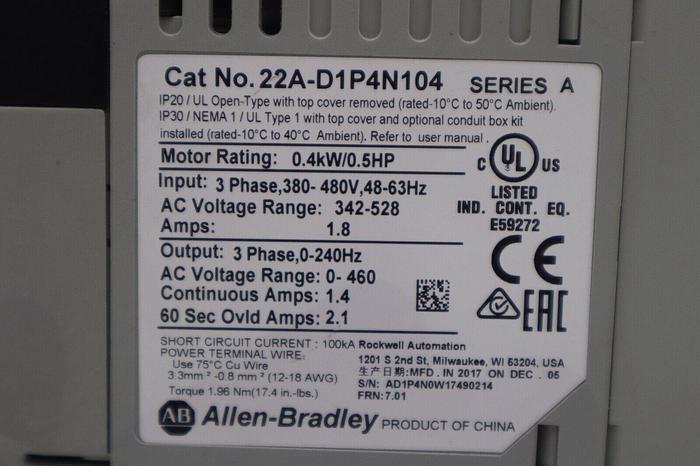 Cat No. 22A-D1P4N104 SERIES A
IP20 / UL Open-Type with top cover removed (rated-10°C to 50°C Ambient).
IP30 / NEMA 1 / UL Type 1 with top cover and optional conduit box kit
installed (rated-10°C to 40°C Ambient). Refer to user manual.
Motor Rating: 0.4kW/0.5HP
Input: 3 Phase,380- 480V,48-63Hz
AC Voltage Range: 342-528
Amps: 1.8
Output: 3 Phase,0-240Hz
AC Voltage Range: 0- 460
Continuous Amps: 1.4
60 Sec Ovld Amps: 2.1
C UL US
LISTED
IND. CONT. EQ.
E59272
CE
EAC
SHORT CIRCUIT CURRENT : 100kA Rockwell Automation
POWER TERMINAL WIRE:
Use 75°C Cu Wire
3.3mm² -0.8 mm² (12-18 AWG)
Torque 1.96 Nm(17.4 in.-lbs.)
1201 S 2nd St, Milwaukee, WI 53204, USA
生产日期:MFD. IN 2017 ON DEC . 05
S/N: AD1P4N0W17490214
FRN: 7.01
AB Allen-Bradley PRODUCT OF CHINA